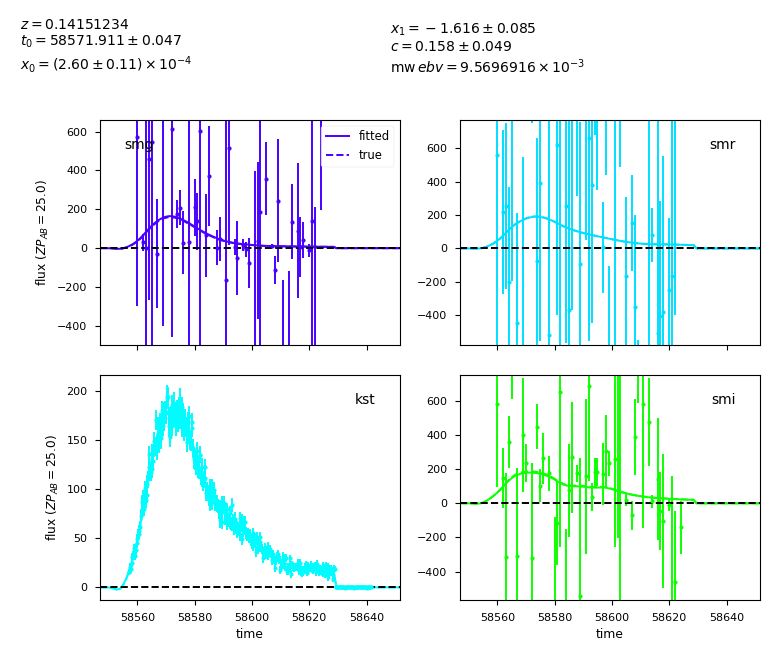 z = 0.14151234
t₀ = 58571.911 ± 0.047
x₀ = (2.60 ± 0.11) × 10⁻⁴
x₁ = −1.616 ± 0.085
c = 0.158 ± 0.049
mw ebv = 9.5696916 × 10⁻³
smg
fitted
true
600
400
200
0
−200
−400
flux (ZP_AB = 25.0)
smr
600
400
200
0
−200
−400
kst
200
150
100
50
0
flux (ZP_AB = 25.0)
58560 58580 58600 58620 58640
time
smi
600
400
200
0
−200
−400
58560 58580 58600 58620 58640
time